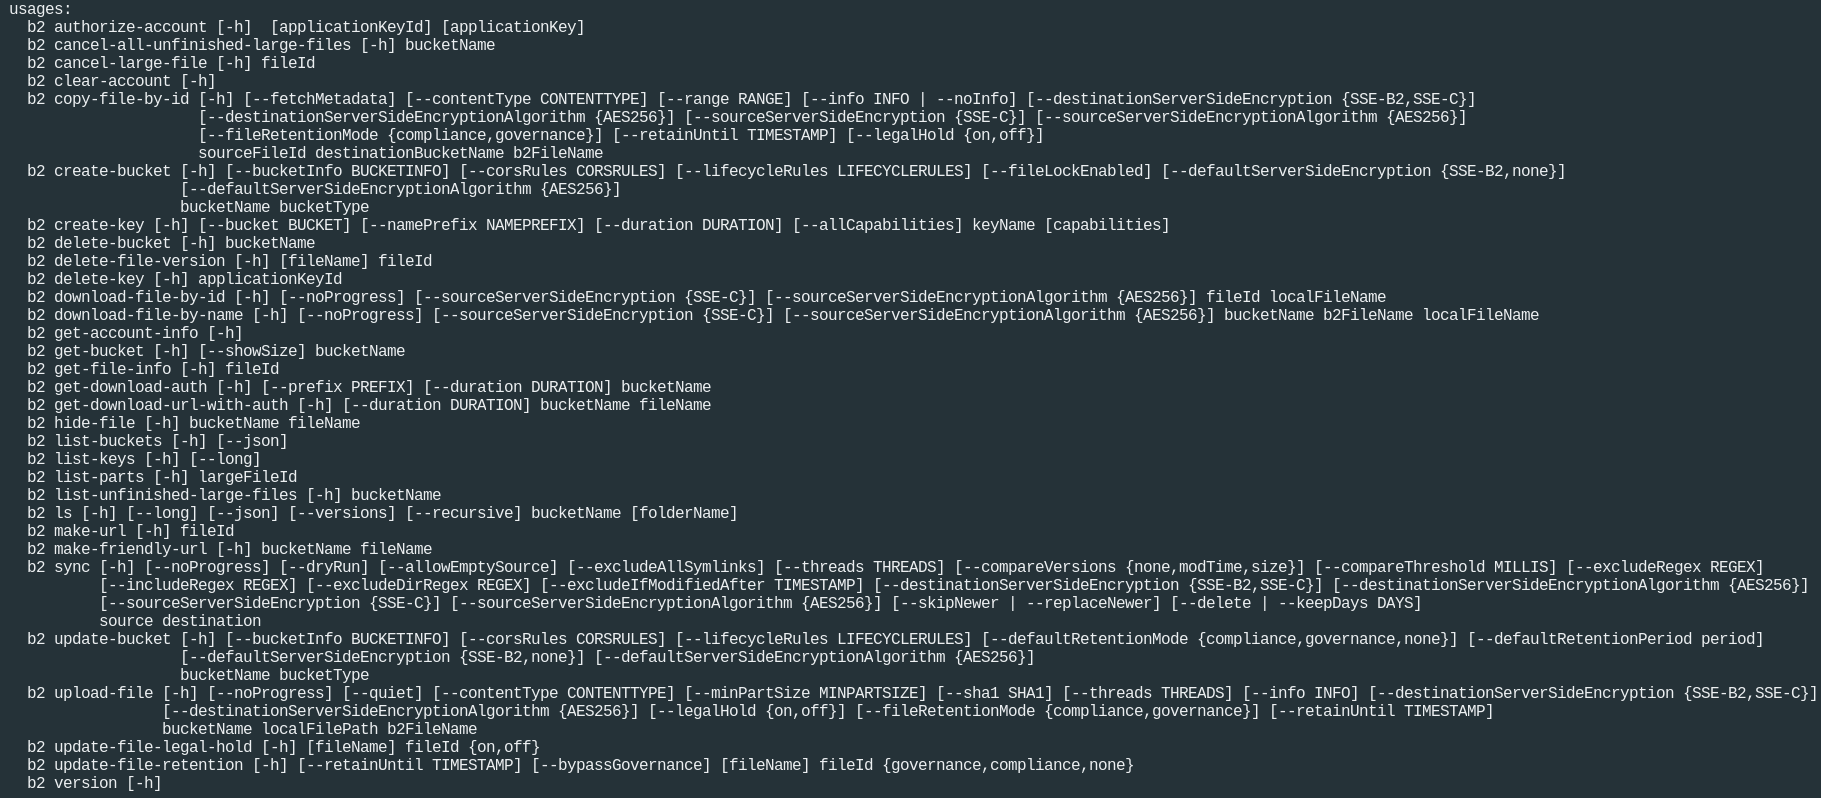 usages:
b2 authorize-account [-h]  [applicationKeyId] [applicationKey]
b2 cancel-all-unfinished-large-files [-h] bucketName
b2 cancel-large-file [-h] fileId
b2 clear-account [-h]
b2 copy-file-by-id [-h] [--fetchMetadata] [--contentType CONTENTTYPE] [--range RANGE] [--info INFO | --noInfo] [--destinationServerSideEncryption {SSE-B2,SSE-C}]
[--destinationServerSideEncryptionAlgorithm {AES256}] [--sourceServerSideEncryption {SSE-C}] [--sourceServerSideEncryptionAlgorithm {AES256}]
[--fileRetentionMode {compliance,governance}] [--retainUntil TIMESTAMP] [--legalHold {on,off}]
sourceFileId destinationBucketName b2FileName
b2 create-bucket [-h] [--bucketInfo BUCKETINFO] [--corsRules CORSRULES] [--lifecycleRules LIFECYCLERULES] [--fileLockEnabled] [--defaultServerSideEncryption {SSE-B2,none}]
[--defaultServerSideEncryptionAlgorithm {AES256}]
bucketName bucketType
b2 create-key [-h] [--bucket BUCKET] [--namePrefix NAMEPREFIX] [--duration DURATION] [--allCapabilities] keyName [capabilities]
b2 delete-bucket [-h] bucketName
b2 delete-file-version [-h] [fileName] fileId
b2 delete-key [-h] applicationKeyId
b2 download-file-by-id [-h] [--noProgress] [--sourceServerSideEncryption {SSE-C}] [--sourceServerSideEncryptionAlgorithm {AES256}] fileId localFileName
b2 download-file-by-name [-h] [--noProgress] [--sourceServerSideEncryption {SSE-C}] [--sourceServerSideEncryptionAlgorithm {AES256}] bucketName b2FileName localFileName
b2 get-account-info [-h]
b2 get-bucket [-h] [--showSize] bucketName
b2 get-file-info [-h] fileId
b2 get-download-auth [-h] [--prefix PREFIX] [--duration DURATION] bucketName
b2 get-download-url-with-auth [-h] [--duration DURATION] bucketName fileName
b2 hide-file [-h] bucketName fileName
b2 list-buckets [-h] [--json]
b2 list-keys [-h] [--long]
b2 list-parts [-h] largeFileId
b2 list-unfinished-large-files [-h] bucketName
b2 ls [-h] [--long] [--json] [--versions] [--recursive] bucketName [folderName]
b2 make-url [-h] fileId
b2 make-friendly-url [-h] bucketName fileName
b2 sync [-h] [--noProgress] [--dryRun] [--allowEmptySource] [--excludeAllSymlinks] [--threads THREADS] [--compareVersions {none,modTime,size}] [--compareThreshold MILLIS] [--excludeRegex REGEX]
[--includeRegex REGEX] [--excludeDirRegex REGEX] [--excludeIfModifiedAfter TIMESTAMP] [--destinationServerSideEncryption {SSE-B2,SSE-C}] [--destinationServerSideEncryptionAlgorithm {AES256}]
[--sourceServerSideEncryption {SSE-C}] [--sourceServerSideEncryptionAlgorithm {AES256}] [--skipNewer | --replaceNewer] [--delete | --keepDays DAYS]
source destination
b2 update-bucket [-h] [--bucketInfo BUCKETINFO] [--corsRules CORSRULES] [--lifecycleRules LIFECYCLERULES] [--defaultRetentionMode {compliance,governance,none}] [--defaultRetentionPeriod period]
[--defaultServerSideEncryption {SSE-B2,none}] [--defaultServerSideEncryptionAlgorithm {AES256}]
bucketName bucketType
b2 upload-file [-h] [--noProgress] [--quiet] [--contentType CONTENTTYPE] [--minPartSize MINPARTSIZE] [--sha1 SHA1] [--threads THREADS] [--info INFO] [--destinationServerSideEncryption {SSE-B2,SSE-C}]
[--destinationServerSideEncryptionAlgorithm {AES256}] [--legalHold {on,off}] [--fileRetentionMode {compliance,governance}] [--retainUntil TIMESTAMP]
bucketName localFilePath b2FileName
b2 update-file-legal-hold [-h] [fileName] fileId {on,off}
b2 update-file-retention [-h] [--retainUntil TIMESTAMP] [--bypassGovernance] [fileName] fileId {governance,compliance,none}
b2 version [-h]